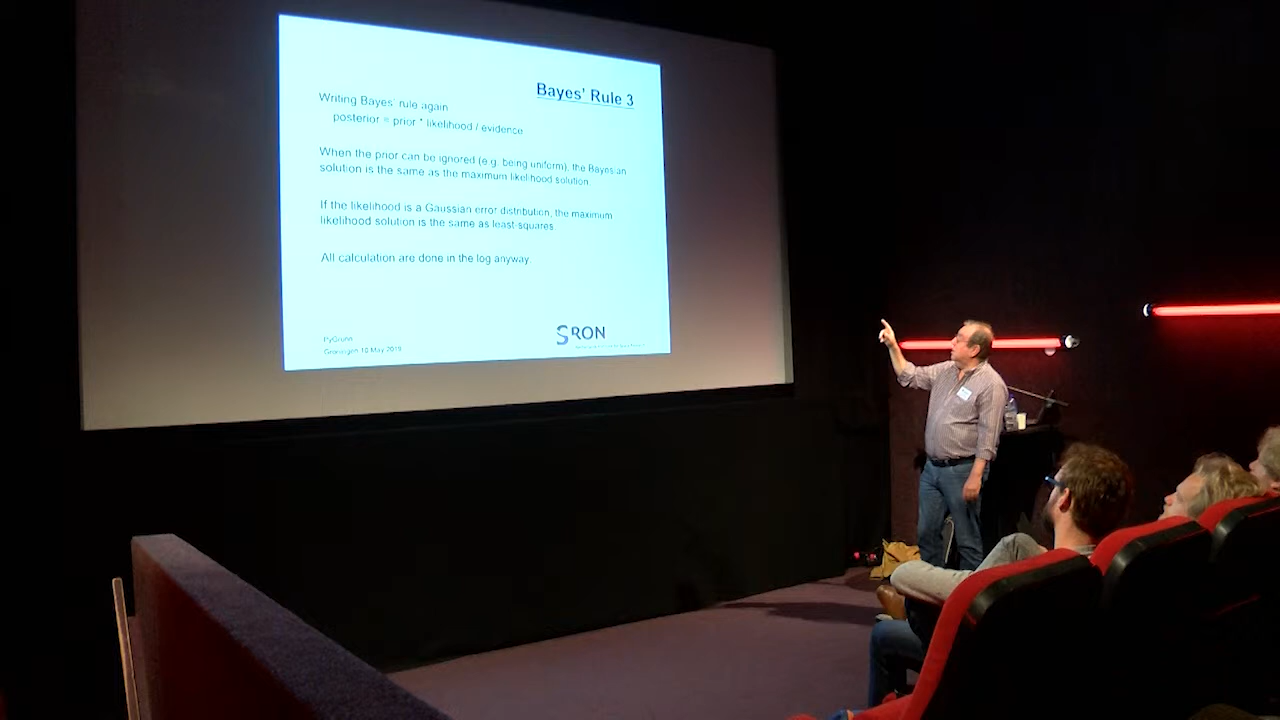 Bayes' Rule 3
Writing Bayes' rule again
posterior = prior * likelihood / evidence
When the prior can be ignored (e.g. being uniform), the Bayesian
solution is the same as the maximum likelihood solution.
If the likelihood is a Gaussian error distribution, the maximum
likelihood solution is the same as least-squares.
All calculation are done in the log anyway.
PyGrunn
Groningen 10 May 2019
SRON